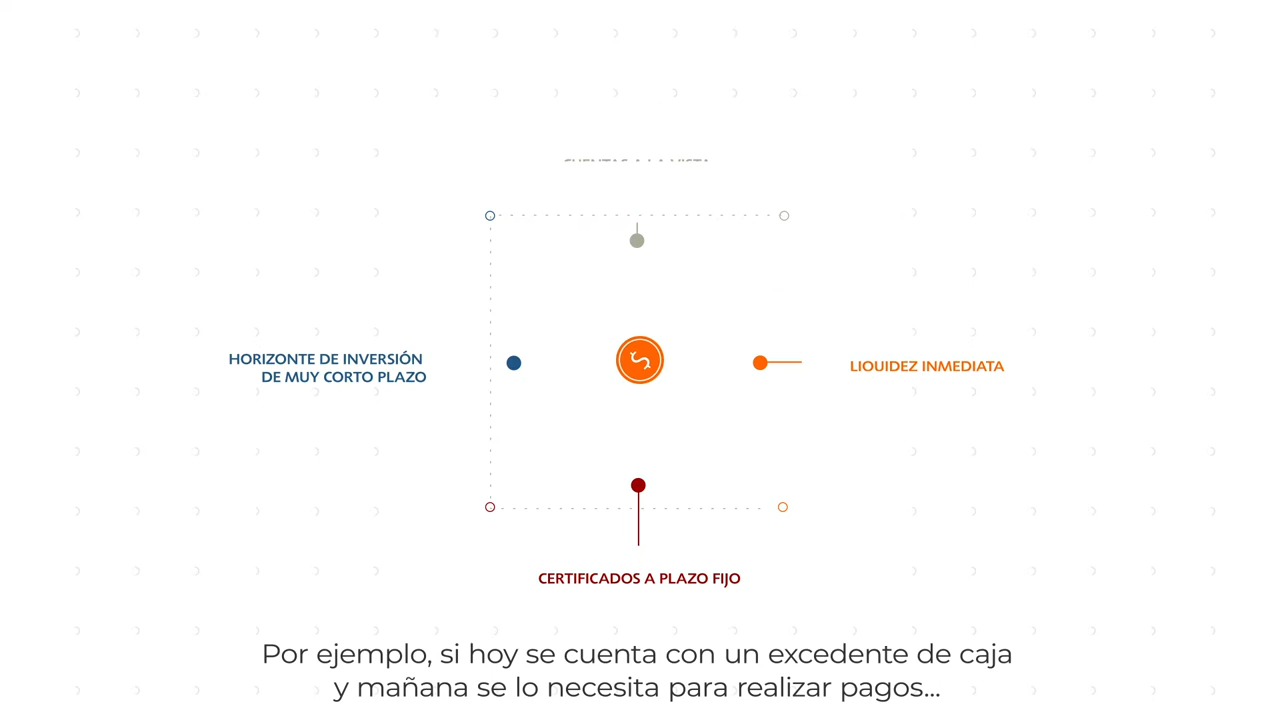 HORIZONTE DE INVERSIÓN
DE MUY CORTO PLAZO
LIQUIDEZ INMEDIATA
CERTIFICADOS A PLAZO FIJO
Por ejemplo, si hoy se cuenta con un excedente de caja
y mañana se lo necesita para realizar pagos...